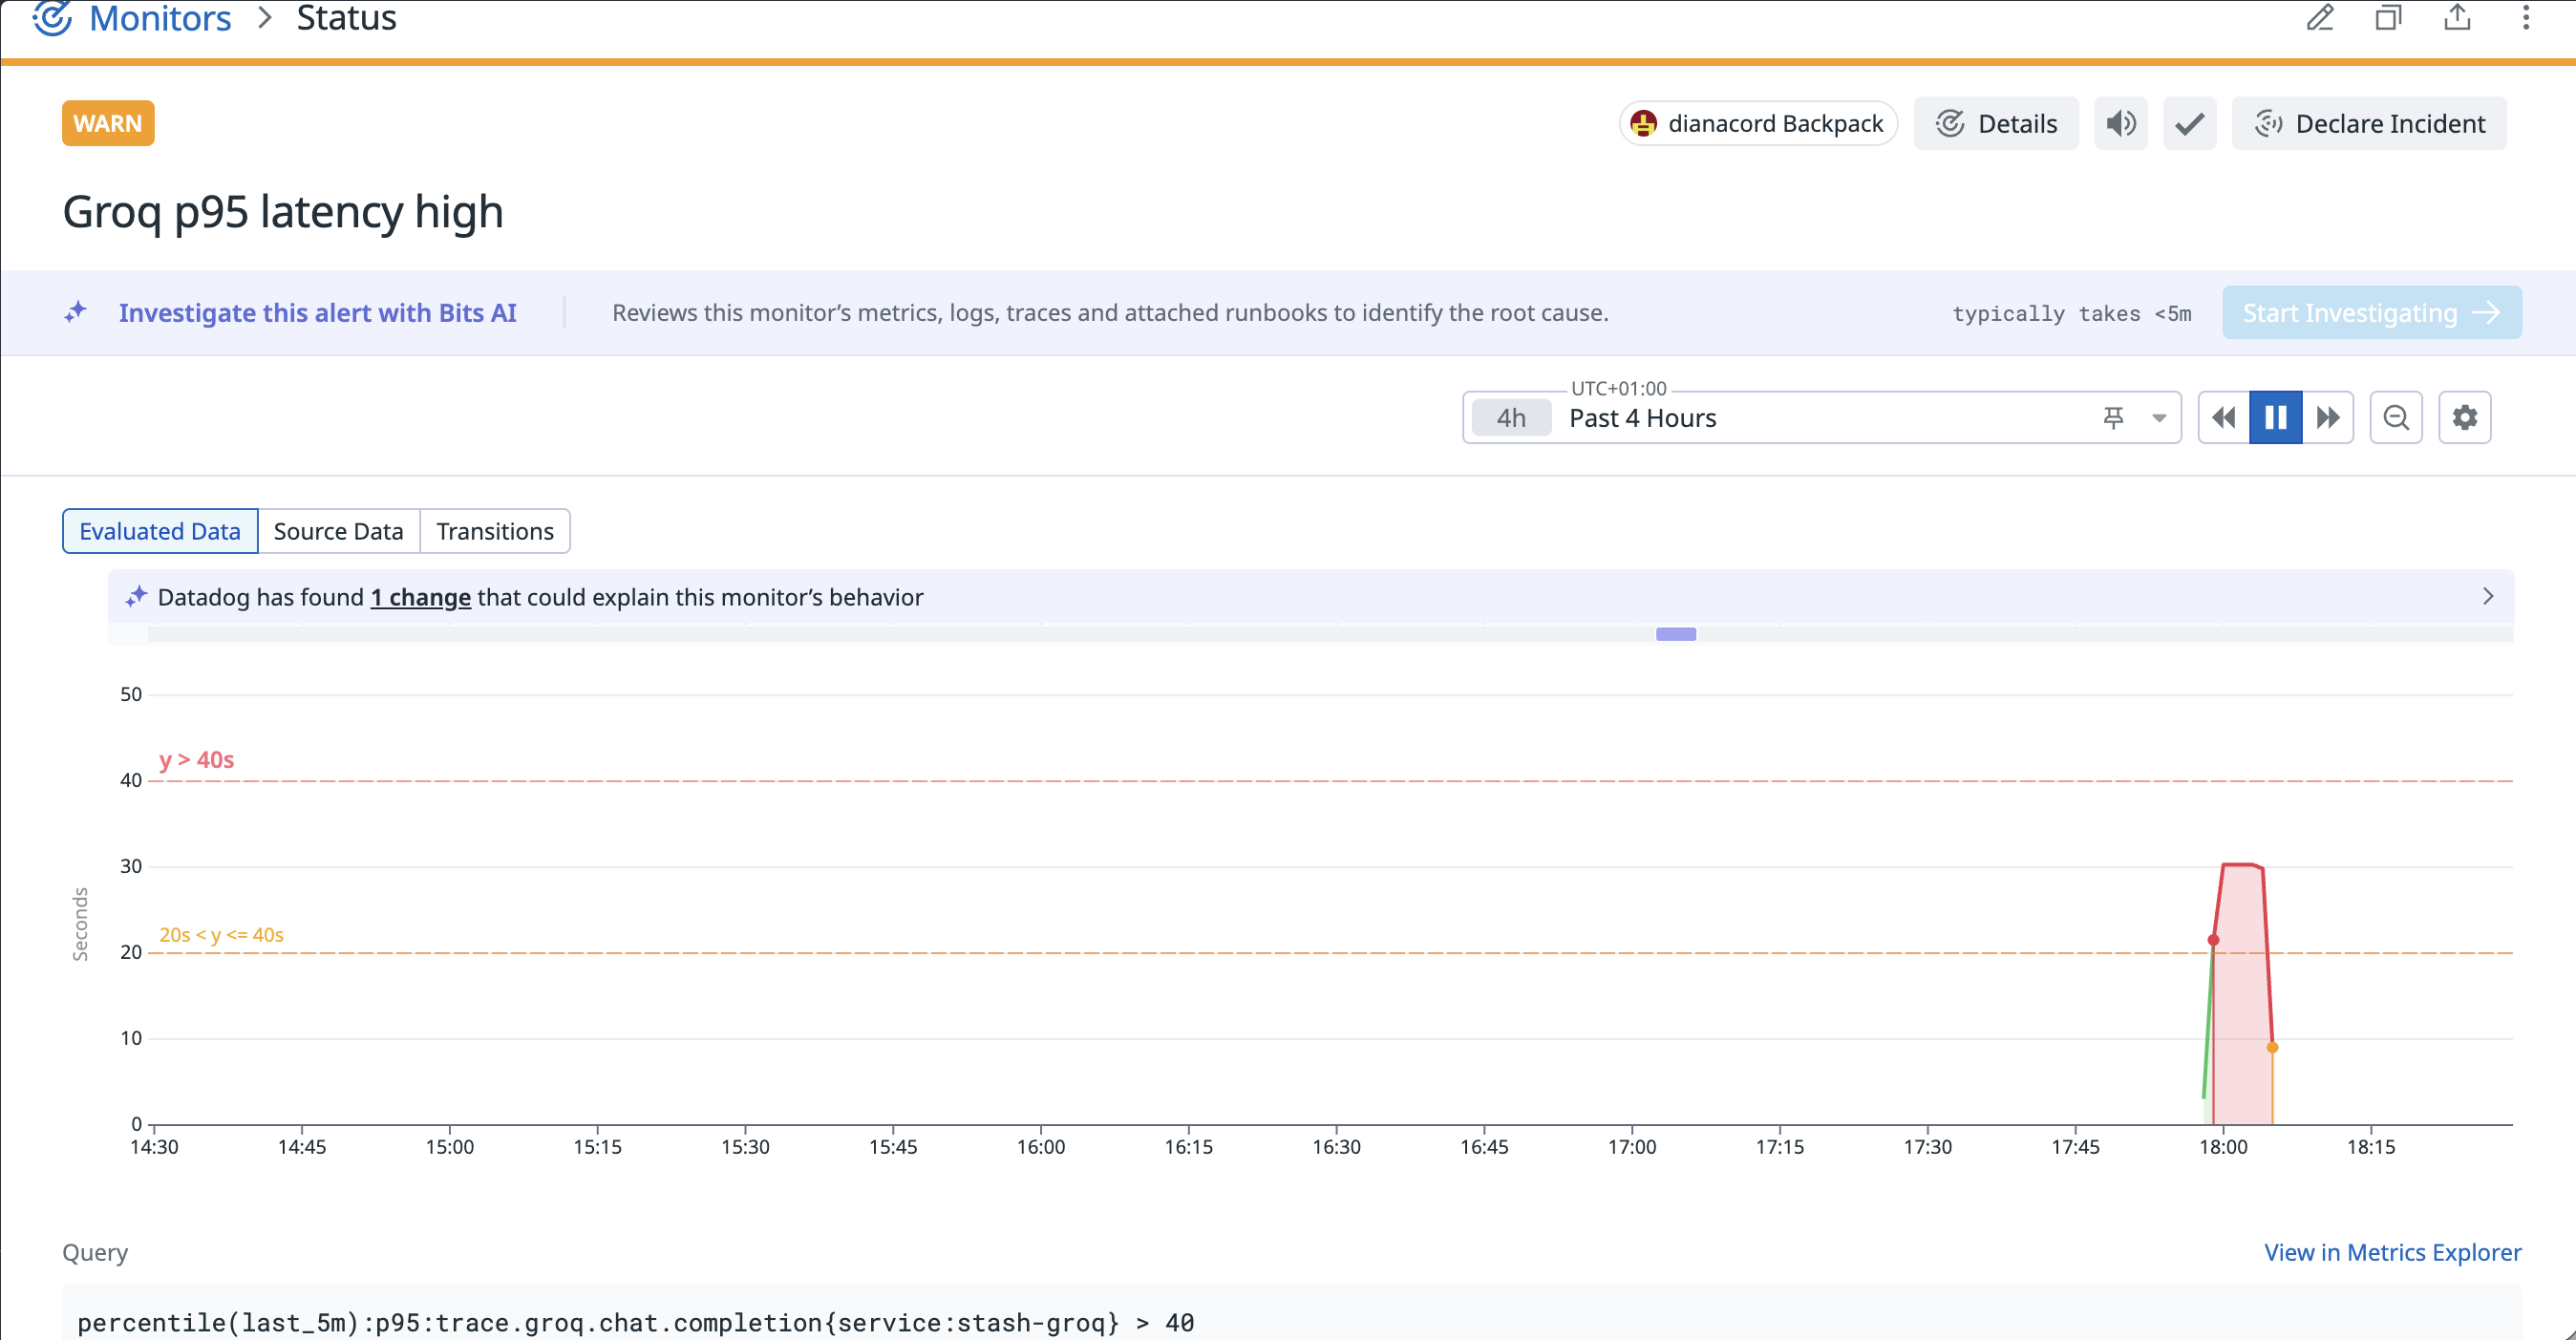 Monitors > Status
WARN
dianacord Backpack
Details
Declare Incident
Groq p95 latency high
Investigate this alert with Bits AI
Reviews this monitor’s metrics, logs, traces and attached runbooks to identify the root cause.
typically takes <5m
Start Investigating →
UTC+01:00
4h Past 4 Hours
Evaluated Data Source Data Transitions
Datadog has found 1 change that could explain this monitor’s behavior
50
y > 40s
40
30
Seconds
20s < y <= 40s
20
10
0
14:30 14:45 15:00 15:15 15:30 15:45 16:00 16:15 16:30 16:45 17:00 17:15 17:30 17:45 18:00 18:15
Query
View in Metrics Explorer
percentile(last_5m):p95:trace.groq.chat.completion{service:stash-groq} > 40